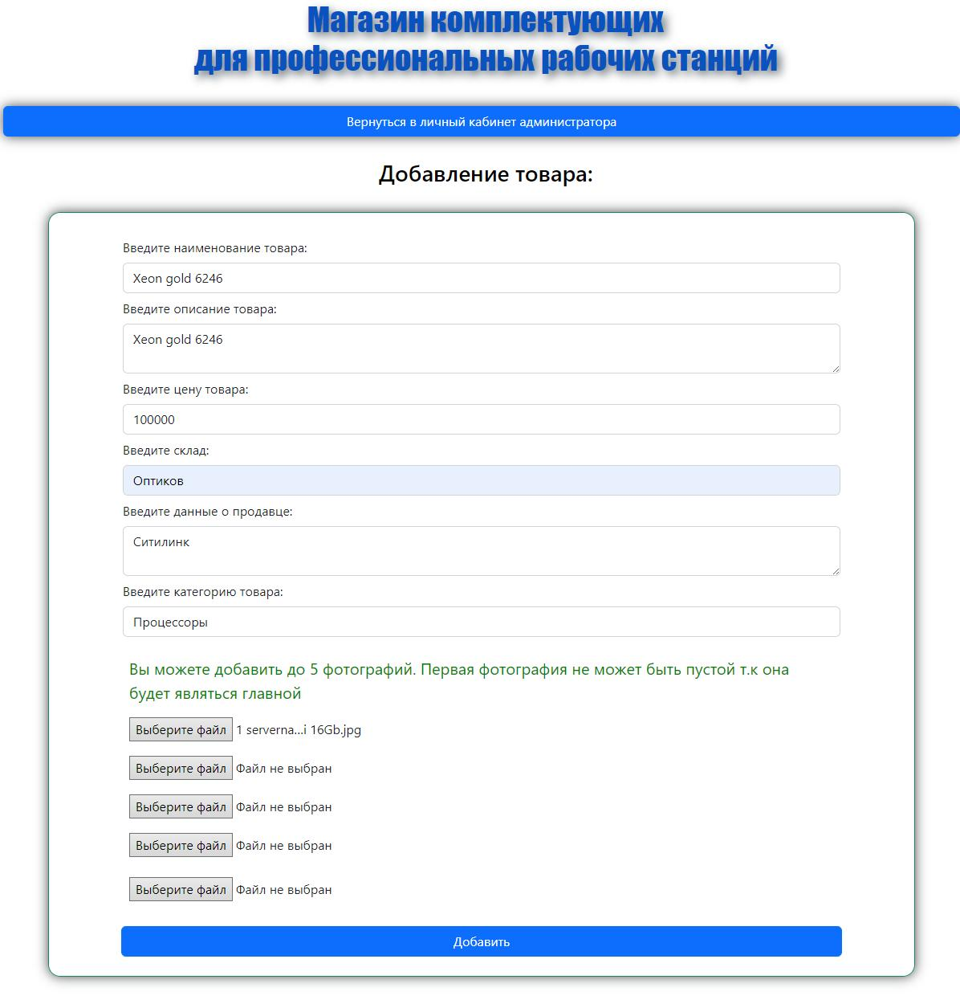 Магазин комплектующих
для профессиональных рабочих станций
Вернуться в личный кабинет администратора
Добавление товара:
Введите наименование товара:
Xeon gold 6246
Введите описание товара:
Xeon gold 6246
Введите цену товара:
100000
Введите склад:
Оптиков
Введите данные о продавце:
Ситилинк
Введите категорию товара:
Процессоры
Вы можете добавить до 5 фотографий. Первая фотография не может быть пустой т.к она
будет являться главной
Выберите файл 1 serverna...i 16Gb.jpg
Выберите файл Файл не выбран
Выберите файл Файл не выбран
Выберите файл Файл не выбран
Выберите файл Файл не выбран
Добавить